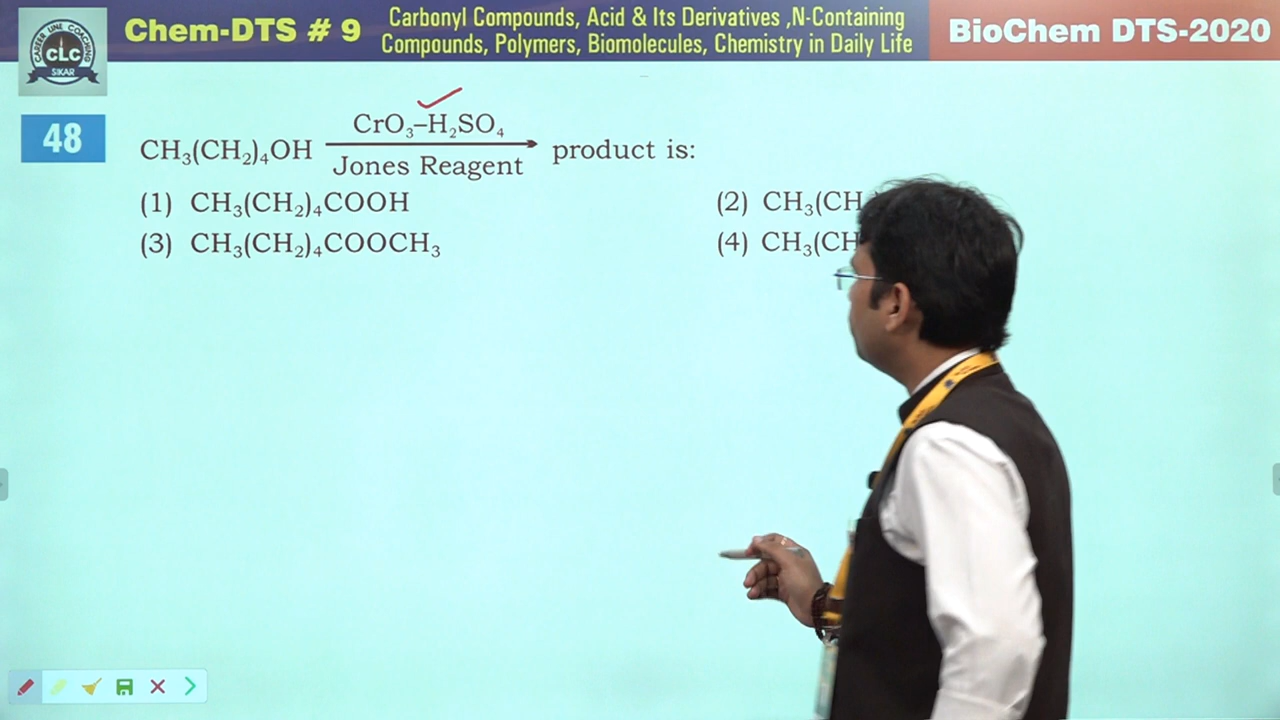 Chem-DTS # 9
Carbonyl Compounds, Acid & Its Derivatives ,N-Containing
Compounds, Polymers, Biomolecules, Chemistry in Daily Life
BioChem DTS-2020
CAREER LINE COACHING
CLC
SIKAR
48
CrO₃–H₂SO₄
CH₃(CH₂)₄OH
product is:
Jones Reagent
(1) CH₃(CH₂)₄COOH
(2) CH₃(CH
(3) CH₃(CH₂)₄COOCH₃
(4) CH₃(CH